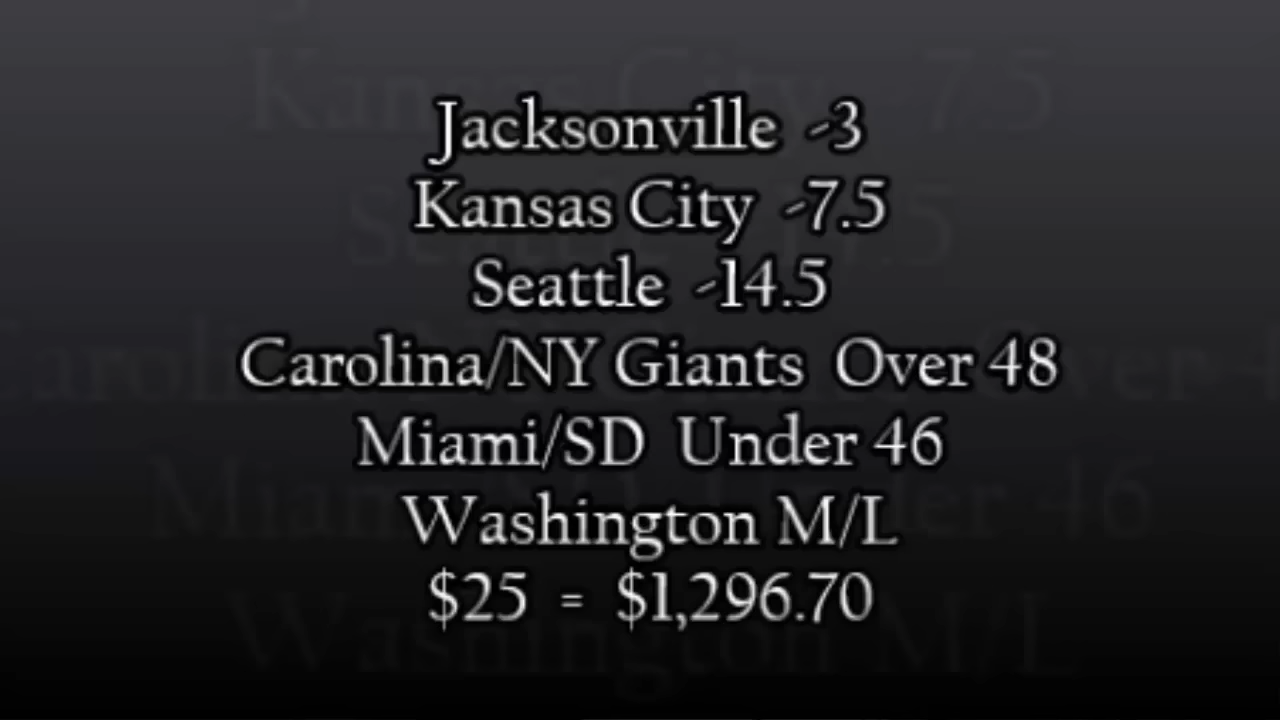 Jacksonville -3
Kansas City -7.5
Seattle -14.5
Carolina/NY Giants Over 48
Miami/SD Under 46
Washington M/L
$25 = $1,296.70